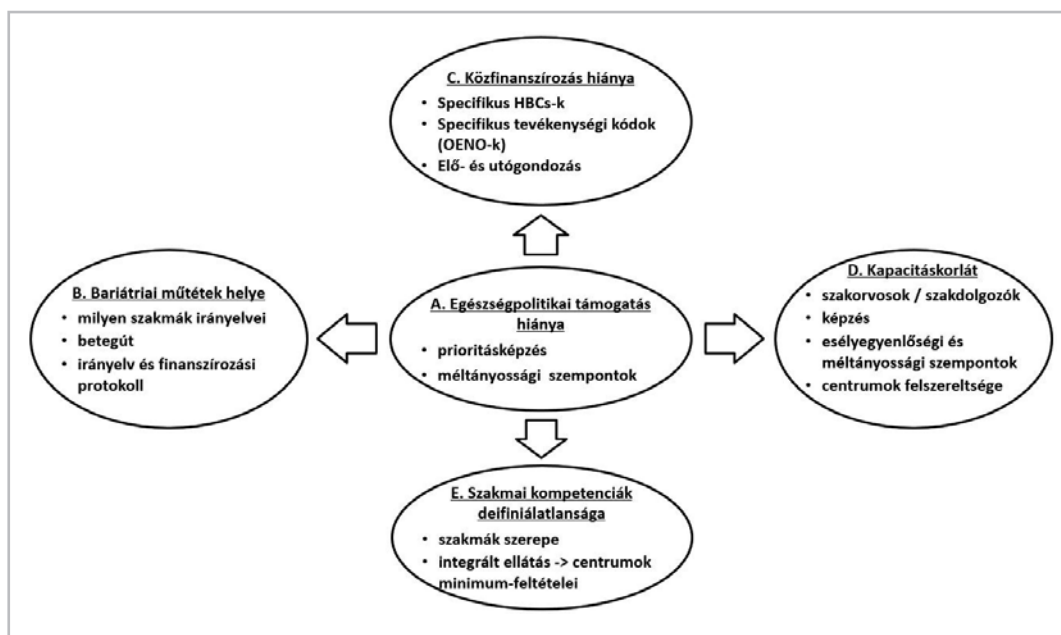 C. Közfinanszírozás hiánya
• Specifikus HBCs-k
• Specifikus tevékenységi kódok
(OENO-k)
• Elő- és utógondozás
B. Bariátriai műtétek helye
• milyen szakmák irányelvei
• betegút
• irányelv és finanszírozási
protokoll
A. Egészségpolitikai támogatás
hiánya
• prioritásképzés
• méltányossági szempontok
D. Kapacitáskorlát
• szakorvosok / szakdolgozók
• képzés
• esélyegyenlőségi és
méltányossági szempontok
• centrumok felszereltsége
E. Szakmai kompetenciák
deifiniálatlansága
• szakmák szerepe
• integrált ellátás -> centrumok
minimum-feltételei